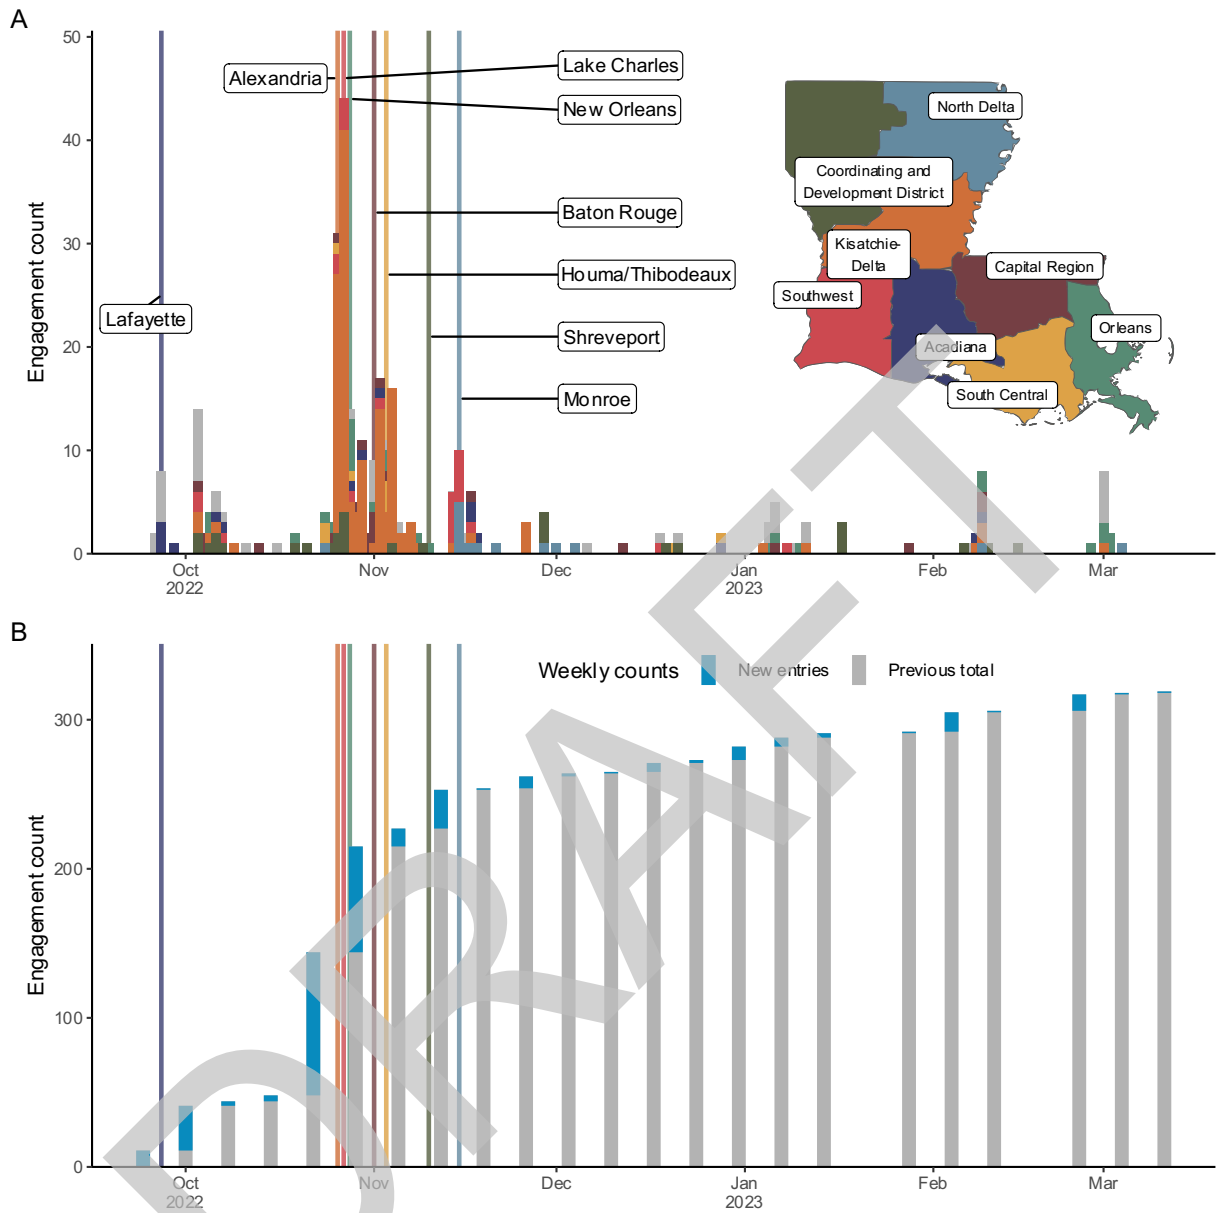 A
Engagement count
50
40
30
20
10
0
Alexandria
Lake Charles
New Orleans
Baton Rouge
Houma/Thibodeaux
Shreveport
Monroe
Lafayette
North Delta
Coordinating and
Development District
Kisatchie-
Delta
Capital Region
Southwest
Orleans
Acadiana
South Central
Oct
2022
Nov
Dec
Jan
2023
Feb
Mar
B
Engagement count
300
200
100
0
Weekly counts
New entries
Previous total
Oct
2022
Nov
Dec
Jan
2023
Feb
Mar
DRAFT